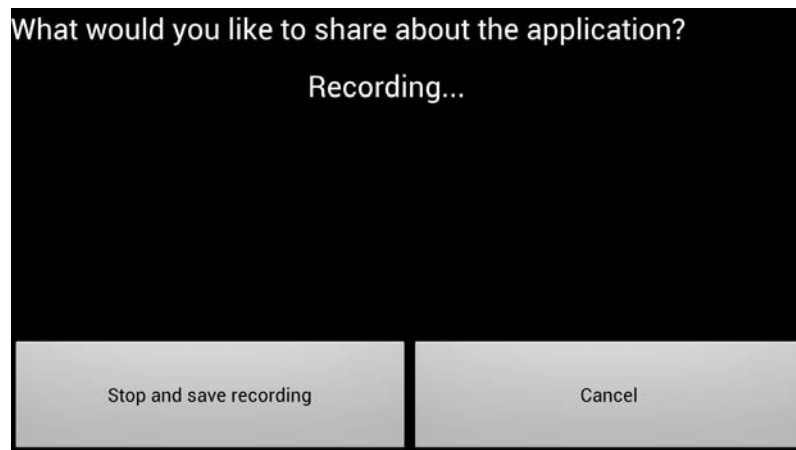 What would you like to share about the application?
Recording...
Stop and save recording
Cancel